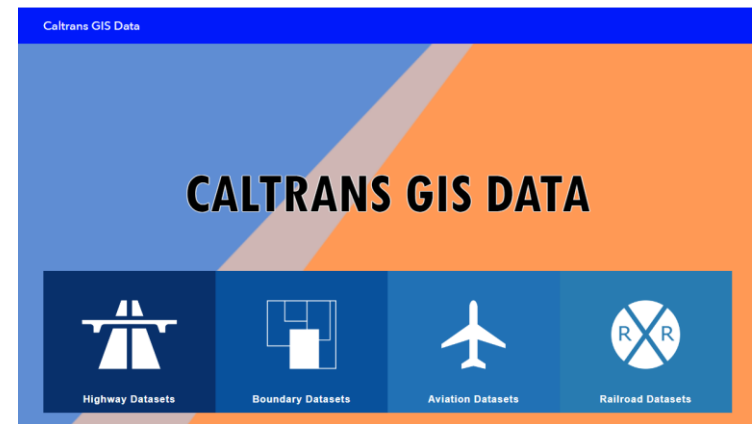 Caltrans GIS Data
CALTRANS GIS DATA
R R
Highway Datasets
Boundary Datasets
Aviation Datasets
Railroad Datasets